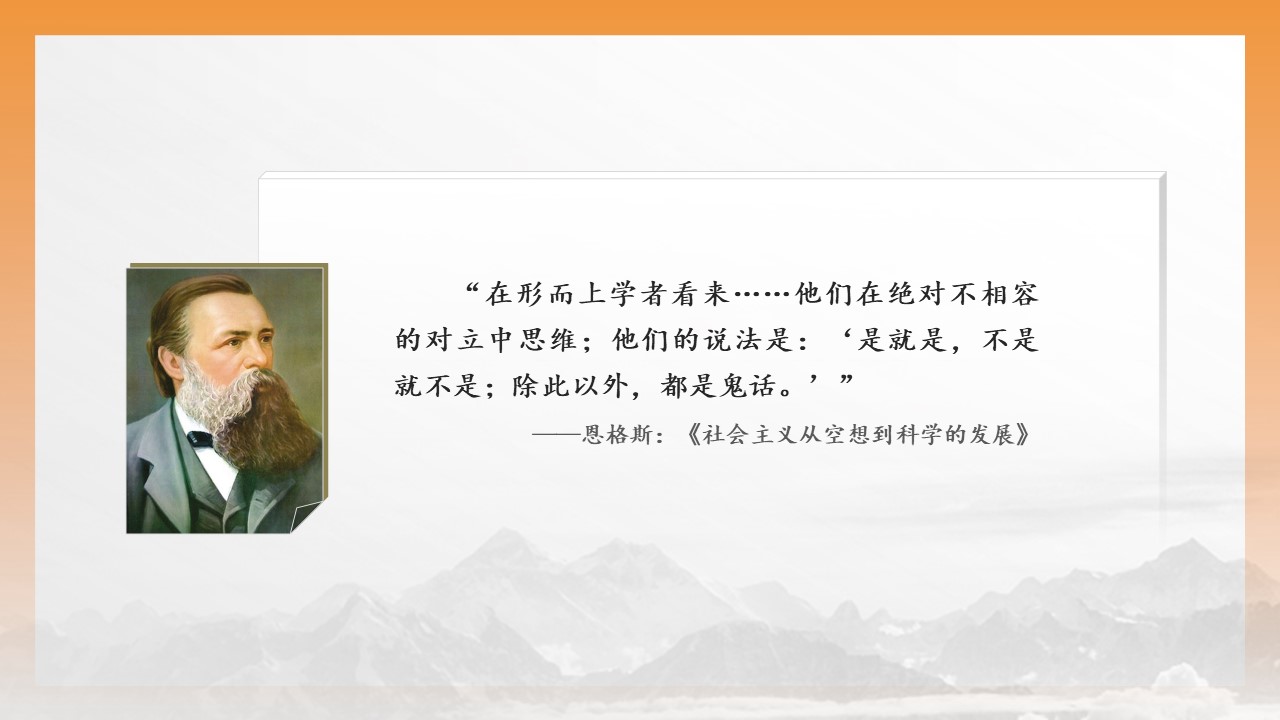 “在形而上学者看来……他们在绝对不相容
的对立中思维；他们的说法是：‘是就是，不是
就不是；除此以外，都是鬼话。’”
——恩格斯：《社会主义从空想到科学的发展》